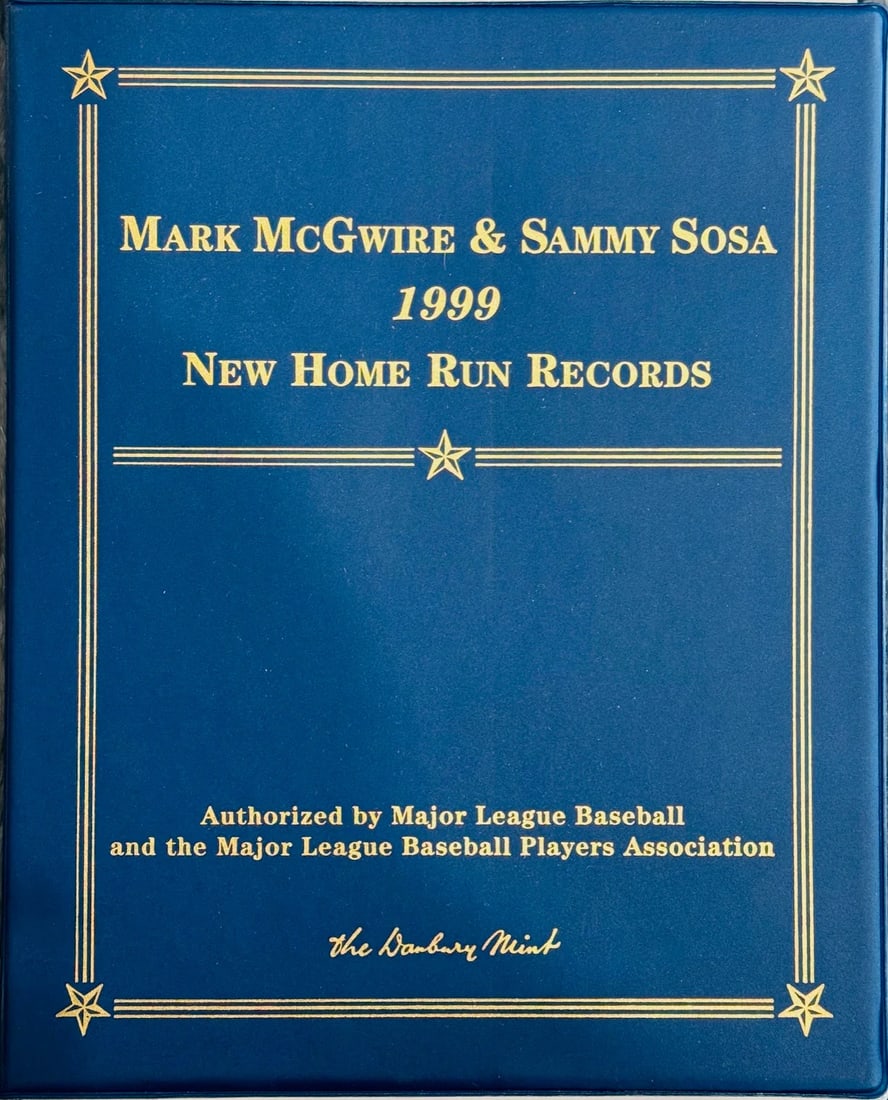 MARK MCGWIRE & SAMMY SOSA
1999
NEW HOME RUN RECORDS
Authorized by Major League Baseball
and the Major League Baseball Players Association
the Danbury Mint